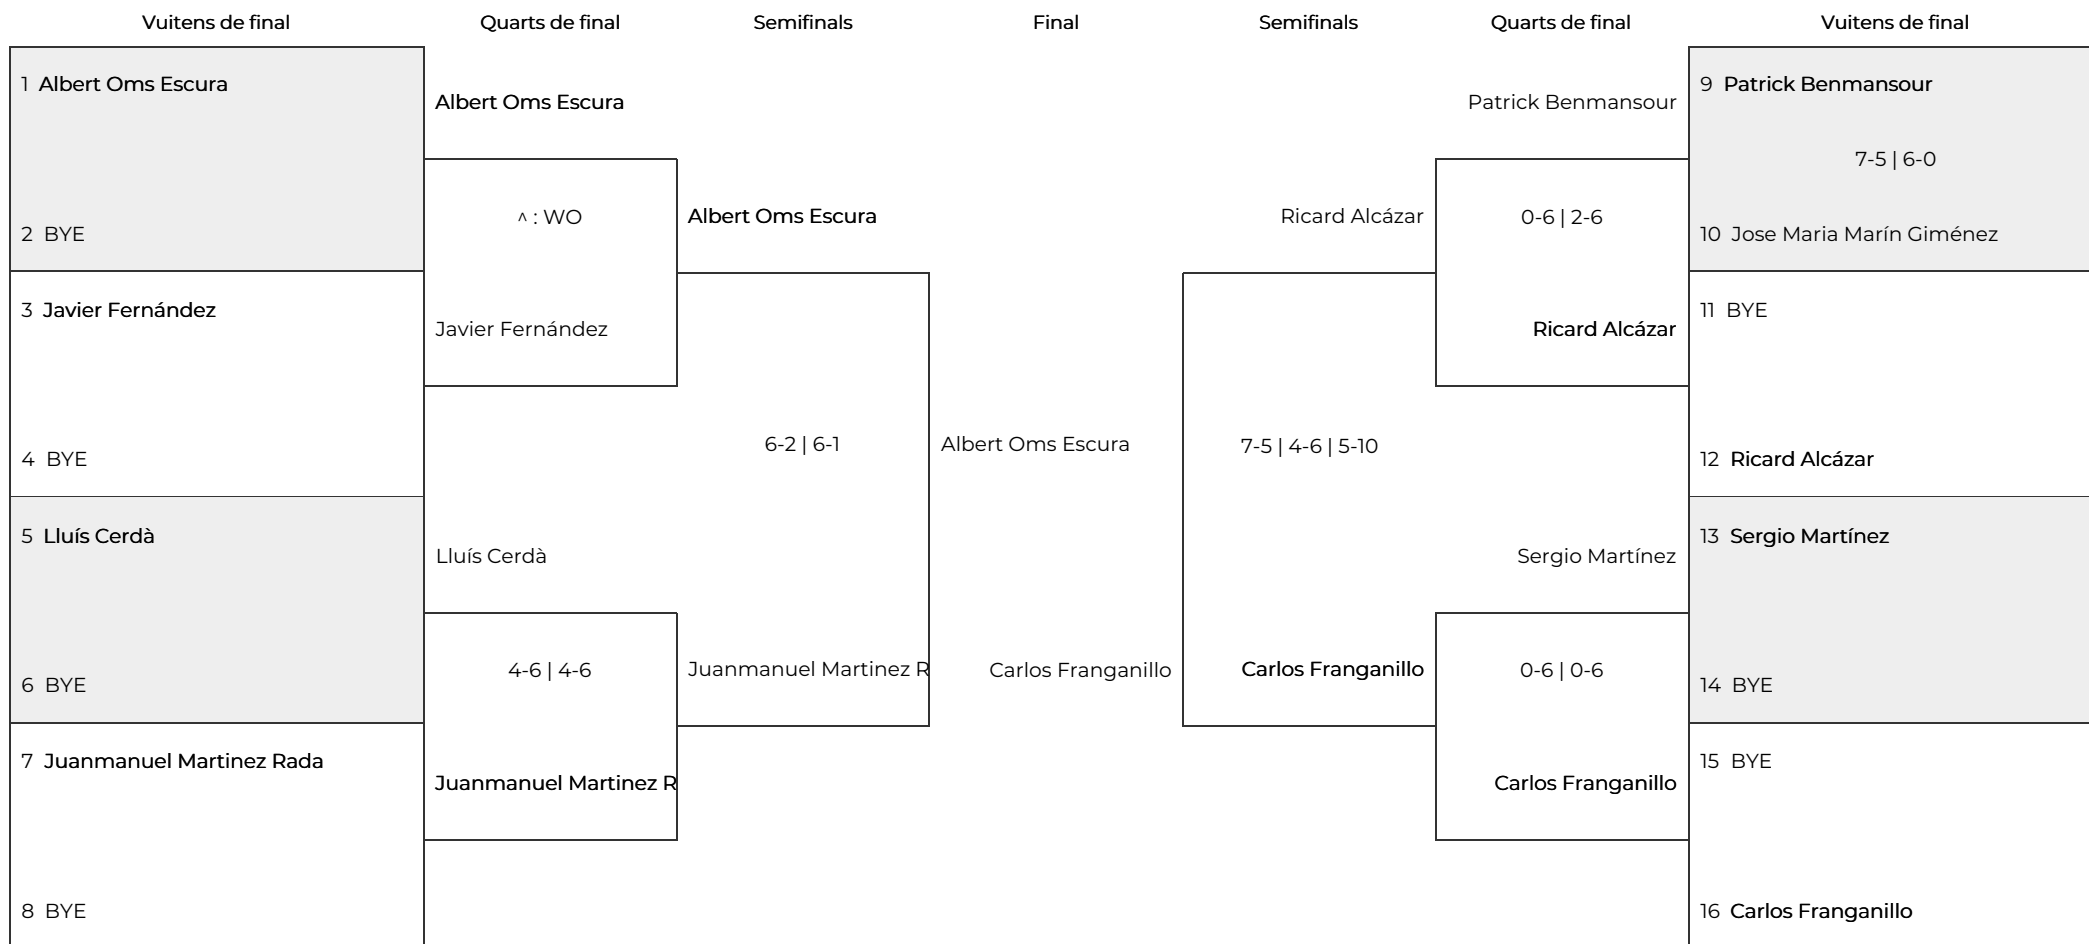 Vuitens de final
Quarts de final
Semifinals
Final
Semifinals
Quarts de final
Vuitens de final
1 Albert Oms Escura
2 BYE
3 Javier Fernández
4 BYE
5 Lluís Cerdà
6 BYE
7 Juanmanuel Martinez Rada
8 BYE
Albert Oms Escura
^ : WO
Javier Fernández
Lluís Cerdà
4-6 | 4-6
Juanmanuel Martinez R
Albert Oms Escura
6-2 | 6-1
Juanmanuel Martinez R
Albert Oms Escura
Carlos Franganillo
Ricard Alcázar
7-5 | 4-6 | 5-10
Carlos Franganillo
Patrick Benmansour
0-6 | 2-6
Ricard Alcázar
Sergio Martínez
0-6 | 0-6
Carlos Franganillo
9 Patrick Benmansour
7-5 | 6-0
10 Jose Maria Marín Giménez
11 BYE
12 Ricard Alcázar
13 Sergio Martínez
14 BYE
15 BYE
16 Carlos Franganillo